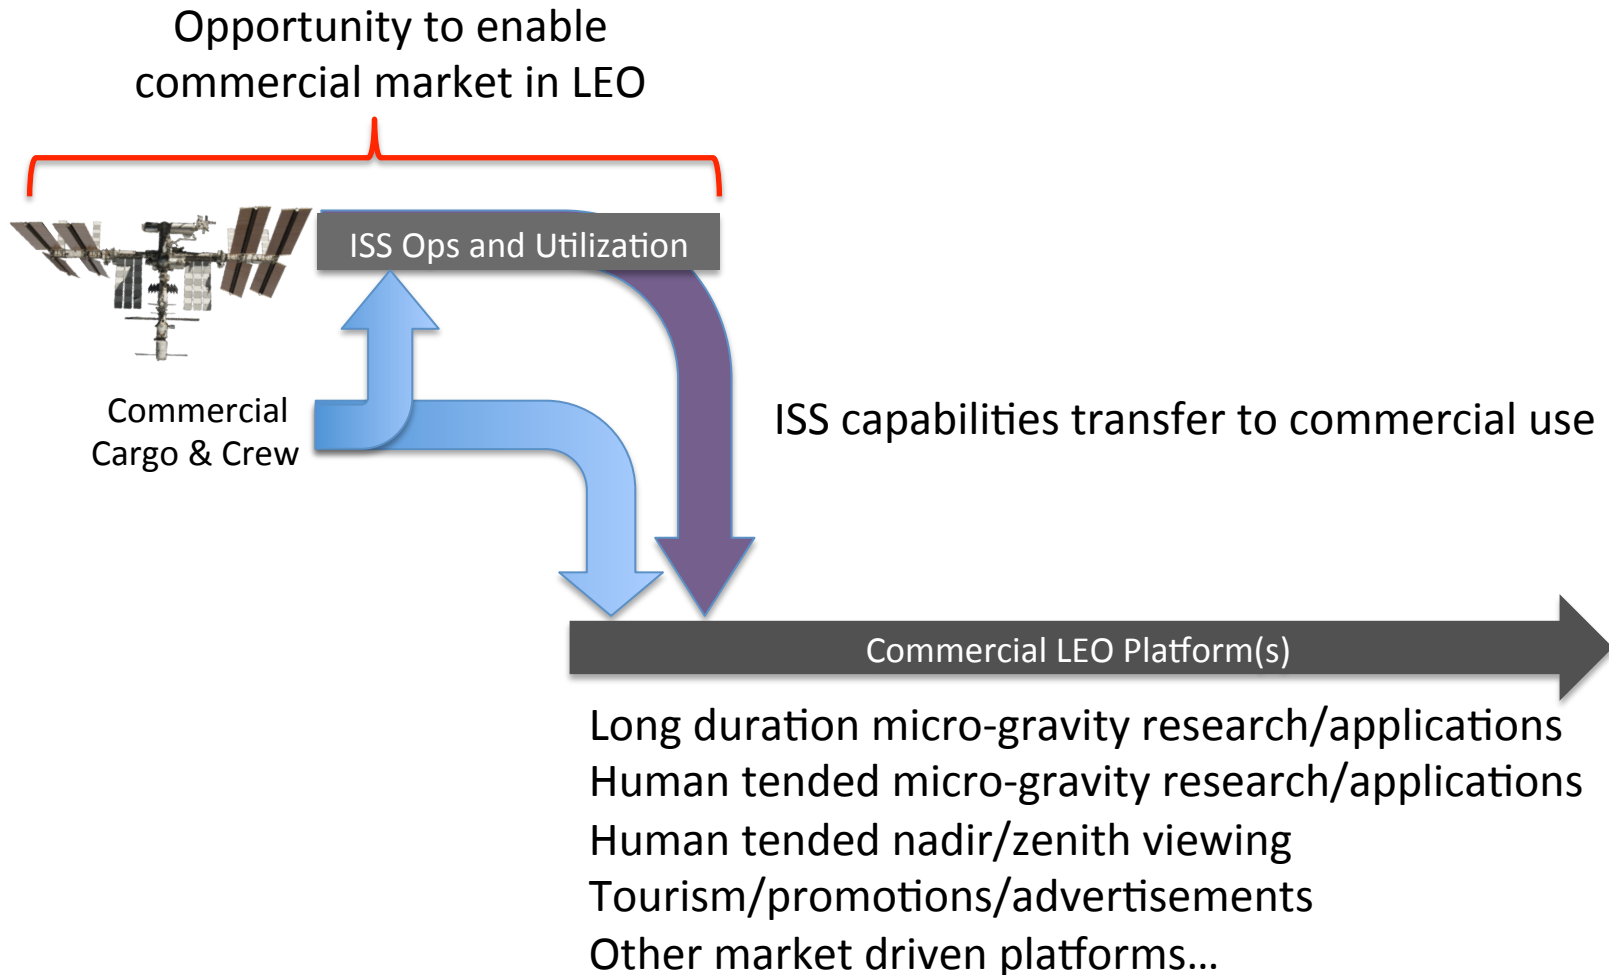 Opportunity to enable
commercial market in LEO
ISS Ops and Utilization
Commercial
Cargo & Crew
ISS capabilities transfer to commercial use
Commercial LEO Platform(s)
Long duration micro-gravity research/applications
Human tended micro-gravity research/applications
Human tended nadir/zenith viewing
Tourism/promotions/advertisements
Other market driven platforms…